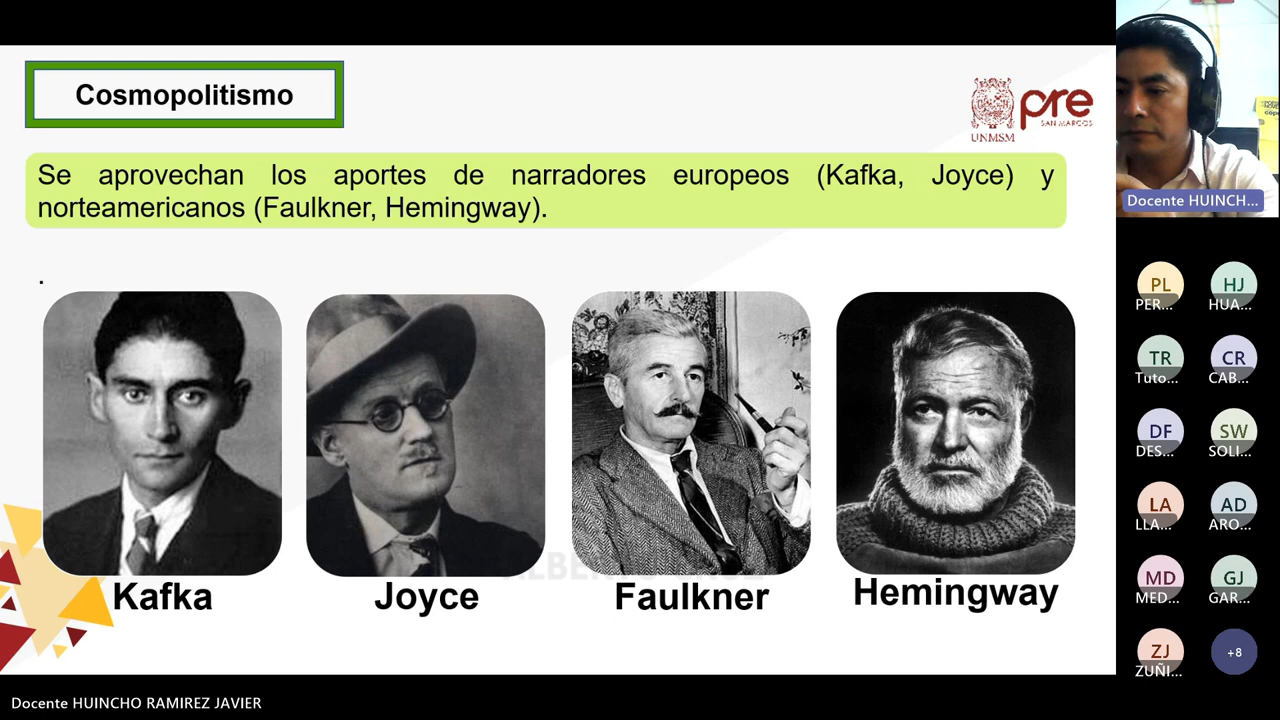 Cosmopolitismo
UNMSM
pre
SAN MARCOS
Se aprovechan los aportes de narradores europeos (Kafka, Joyce) y
norteamericanos (Faulkner, Hemingway).
.
Kafka
Joyce
Faulkner
Hemingway
Docente HUINCHO RAMIREZ JAVIER
Docente HUINCH...
PL HJ
PER... HUA...
TR CR
Tuto... CAB...
DF SW
DES... SOLI...
LA AD
LLA... ARO...
MD GJ
MED... GAR...
ZJ +8
ZUÑI...